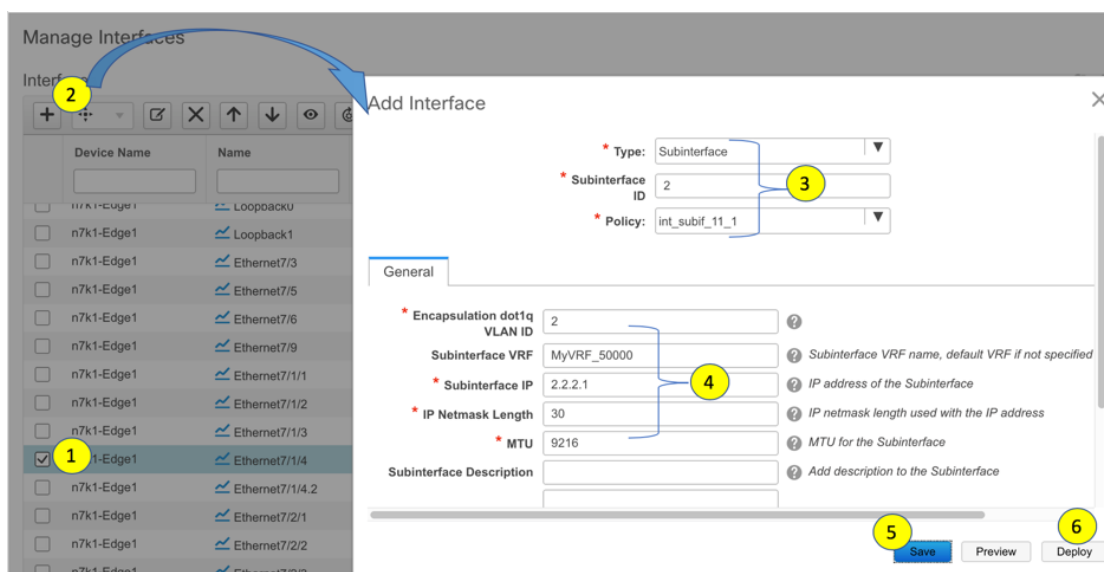 Manage Interfaces
Interf
2
Add Interface
Device Name
Name
* Type:
Subinterface
* Subinterface ID
2
3
* Policy:
int_subif_11_1
n7k1-Edge1
Loopback0
n7k1-Edge1
Loopback1
n7k1-Edge1
Ethernet7/3
n7k1-Edge1
Ethernet7/5
n7k1-Edge1
Ethernet7/6
n7k1-Edge1
Ethernet7/9
n7k1-Edge1
Ethernet7/1/1
n7k1-Edge1
Ethernet7/1/2
n7k1-Edge1
Ethernet7/1/3
1
1-Edge1
Ethernet7/1/4
n7k1-Edge1
Ethernet7/1/4.2
n7k1-Edge1
Ethernet7/2/1
n7k1-Edge1
Ethernet7/2/2
n7k1-Edge1
General
* Encapsulation dot1q
VLAN ID
2
Subinterface VRF
MyVRF_50000
Subinterface VRF name, default VRF if not specified
* Subinterface IP
2.2.2.1
4
IP address of the Subinterface
* IP Netmask Length
30
IP netmask length used with the IP address
* MTU
9216
MTU for the Subinterface
Subinterface Description
Add description to the Subinterface
5
6
Save
Preview
Deploy